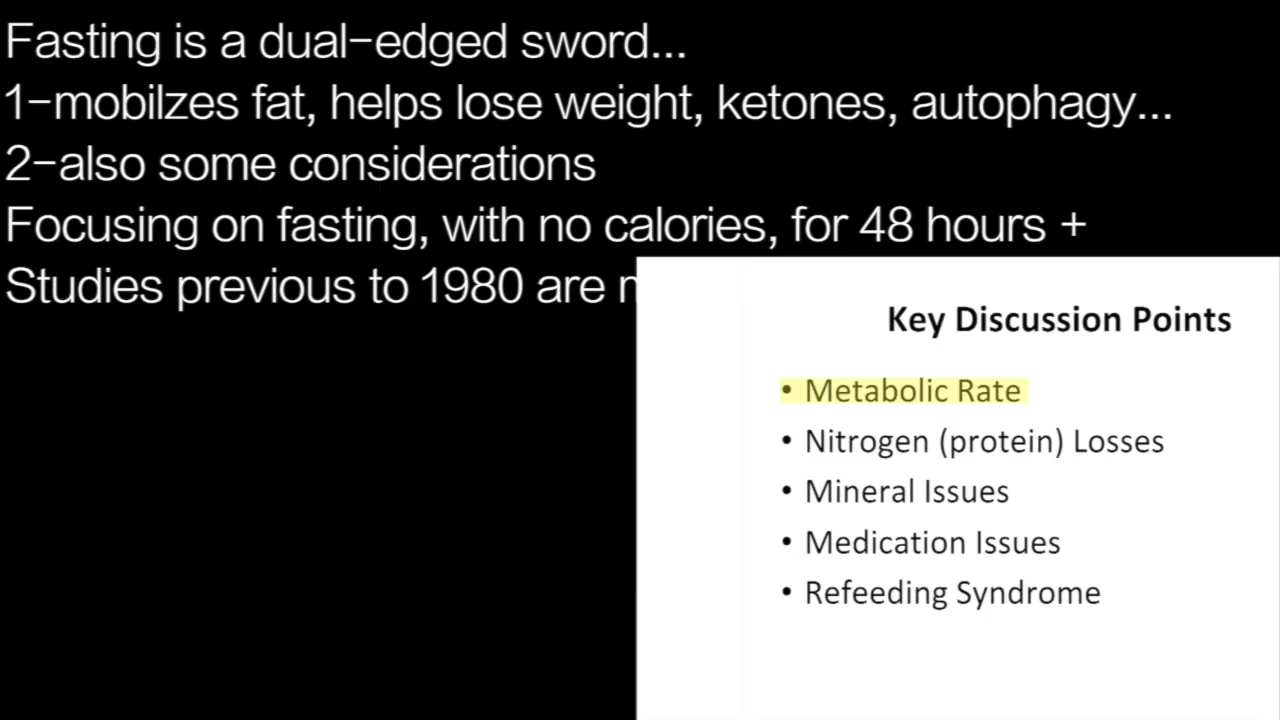 Fasting is a dual-edged sword...
1-mobilzes fat, helps lose weight, ketones, autophagy...
2-also some considerations
Focusing on fasting, with no calories, for 48 hours +
Studies previous to 1980 are
Key Discussion Points
• Metabolic Rate
• Nitrogen (protein) Losses
• Mineral Issues
• Medication Issues
• Refeeding Syndrome